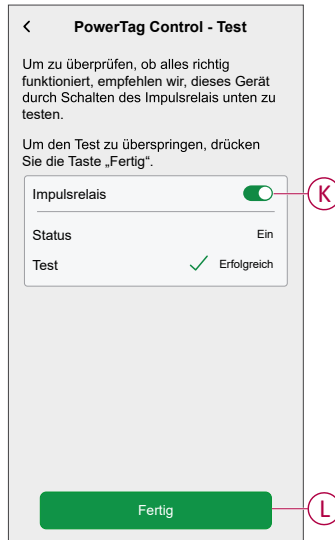 < PowerTag Control - Test
Um zu überprüfen, ob alles richtig
funktioniert, empfehlen wir, dieses Gerät
durch Schalten des Impulsrelais unten zu
testen.
Um den Test zu überspringen, drücken
Sie die Taste „Fertig“.
Impulsrelais
K
Status Ein
Test Erfolgreich
Fertig
L